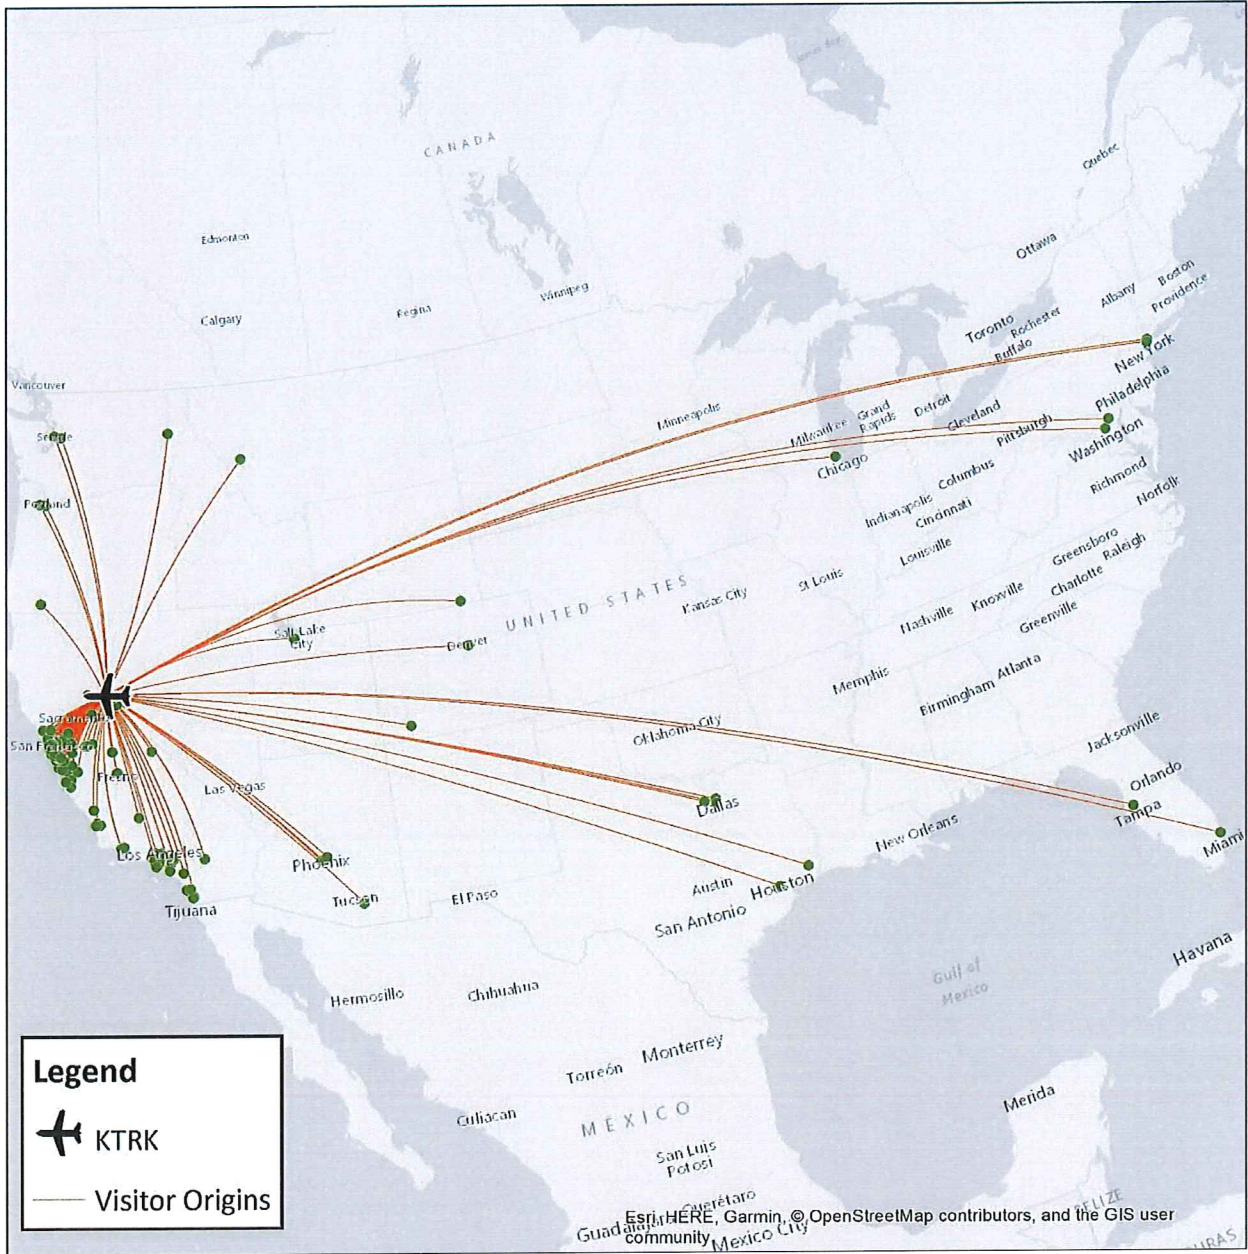 CANADA
Quebec
Edmonton
Ottawa
Boston
Albany
Providence
Winnipeg
Regina
Calgary
Toronto
Rochester
Buffalo
New York
Vancouver
Philadelphia
Minneapolis
Grand
Rapids
Detroit
Cleveland
Milwaukee
Pittsburgh
Washington
Seattle
Chicago
Columbus
Richmond
Norfolk
Portland
Indianapolis
Cincinnati
Louisville
Greensboro
Raleigh
UNITED STATES
St Louis
Kansas City
Charlotte
Knoxville
Nashville
Greenville
Salt Lake
City
Denver
Memphis
Atlanta
Birmingham
Sacramento
Oklahoma City
Jacksonville
San Francisco
Fresno
Las Vegas
Orlando
Dallas
Tampa
New Orleans
Miami
Los Angeles
Phoenix
Austin
Houston
Tucson
El Paso
Tijuana
San Antonio
Havana
Gulf of
Mexico
Hermosillo
Chihuahua
Monterrey
Torreón
Merida
Culiacan
MÉXICO
San Luis
Potosi
Querétaro
BELIZE
Guadalajara
Mexico City
Legend
KTRK
Visitor Origins
Esri, HERE, Garmin, © OpenStreetMap contributors, and the GIS user
community